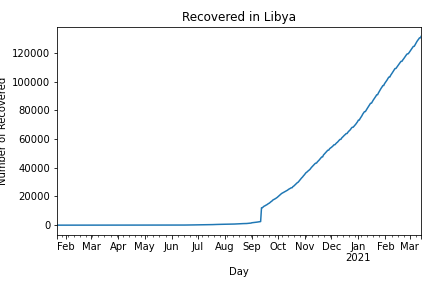 Recovered in Libya
Number of Recovered
120000
100000
80000
60000
40000
20000
0
Feb Mar Apr May Jun Jul Aug Sep Oct Nov Dec Jan Feb Mar
2021
Day